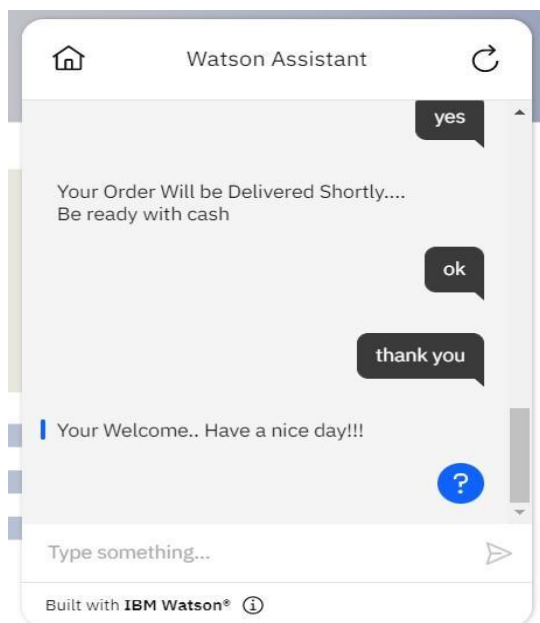 Watson Assistant
yes
Your Order Will be Delivered Shortly....
Be ready with cash
ok
thank you
Your Welcome.. Have a nice day!!!
?
Type something...
Built with IBM Watson®